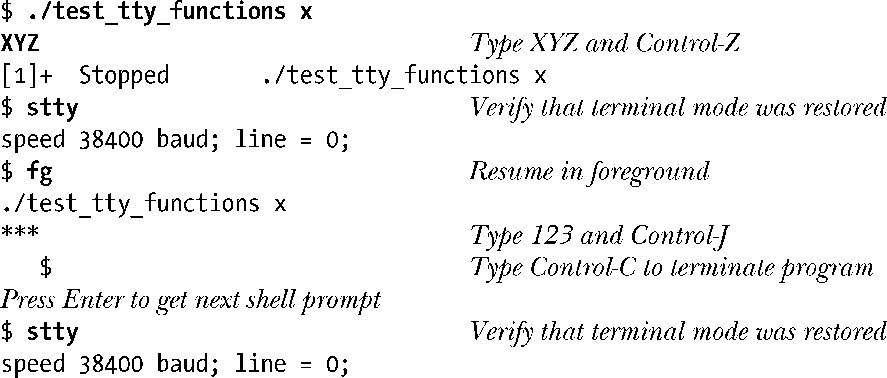 $ ./test_tty_functions x
XYZ Type XYZ and Control-Z
[1]+ Stopped ./test_tty_functions x
$ stty Verify that terminal mode was restored
speed 38400 baud; line = 0;
$ fg Resume in foreground
./test_tty_functions x
*** Type 123 and Control-J
$ Type Control-C to terminate program
Press Enter to get next shell prompt
$ stty Verify that terminal mode was restored
speed 38400 baud; line = 0;